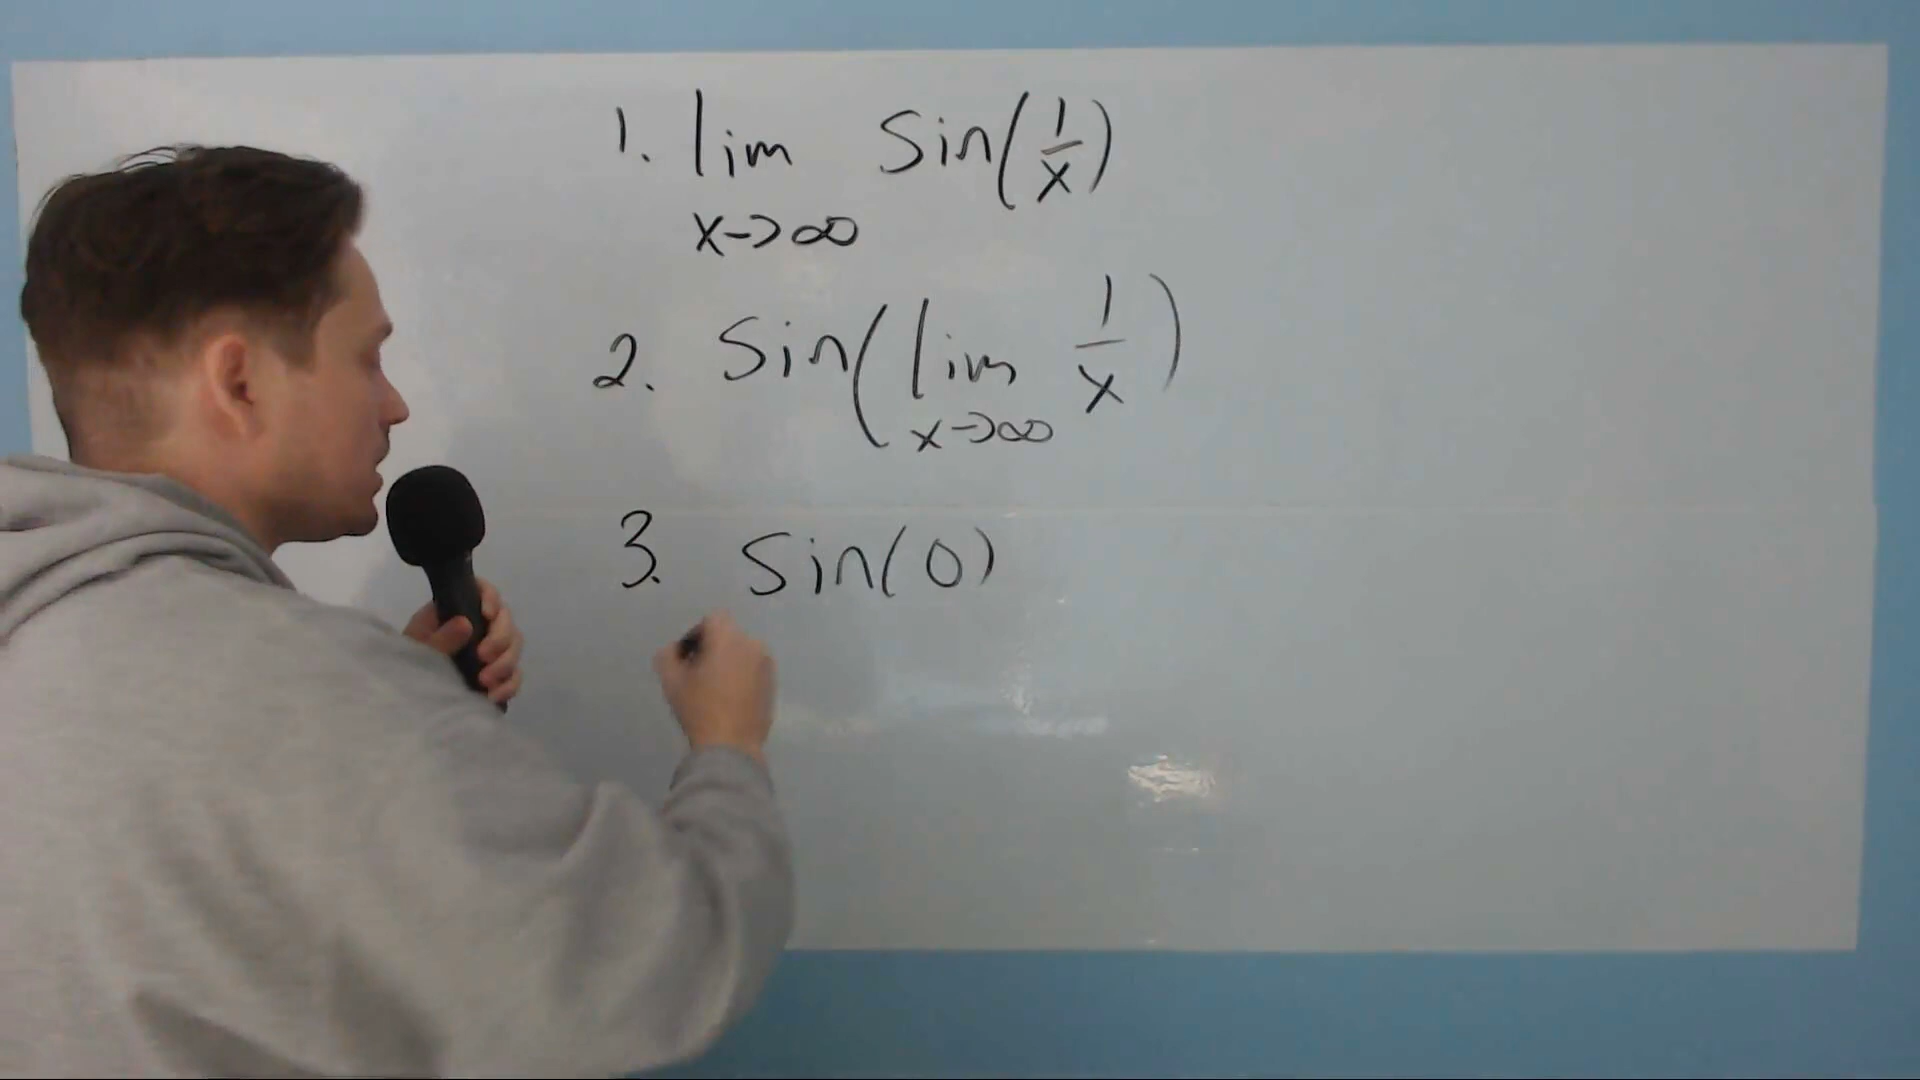 1. lim sin(1/x)
x->∞
2. sin(lim 1/x)
x->∞
3. sin(0)